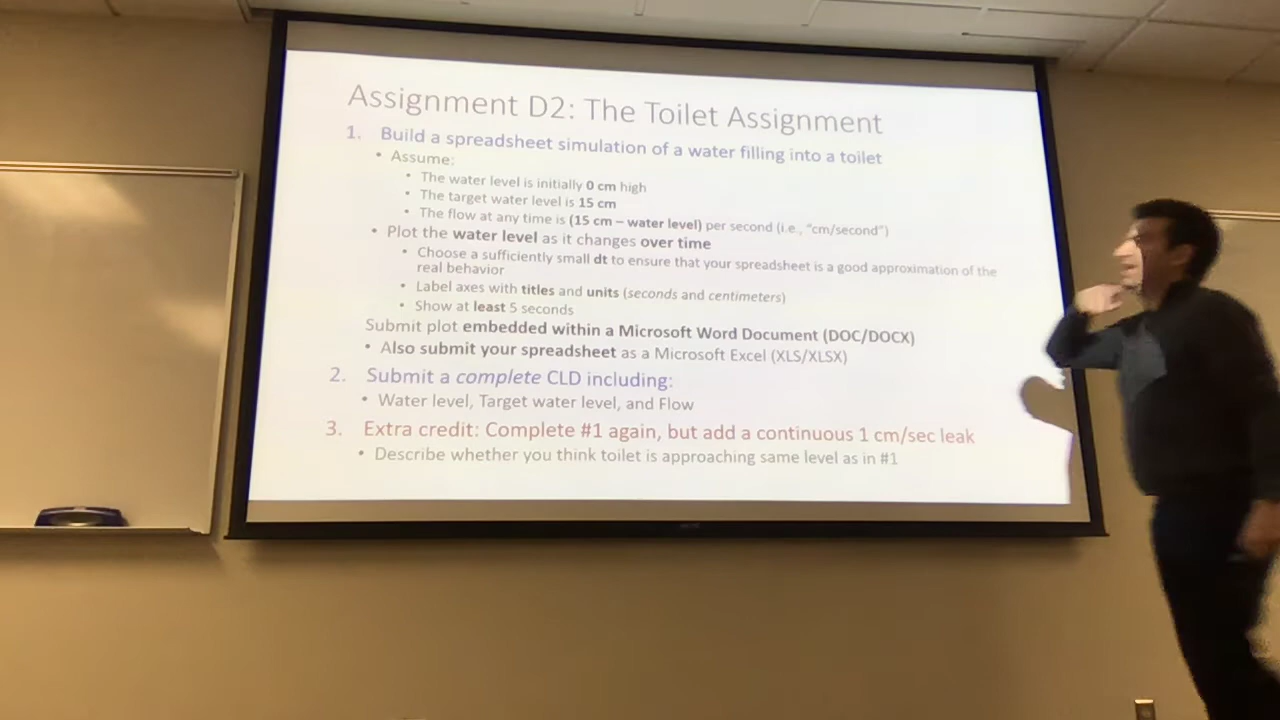 Assignment D2: The Toilet Assignment
1. Build a spreadsheet simulation of a water filling into a toilet
• Assume:
• The water level is initially 0 cm high
• The target water level is 15 cm
• The flow at any time is (15 cm – water level) per second (i.e., “cm/second”)
• Plot the water level as it changes over time
• Choose a sufficiently small dt to ensure that your spreadsheet is a good approximation of the
real behavior
• Label axes with titles and units (seconds and centimeters)
• Show at least 5 seconds
Submit plot embedded within a Microsoft Word Document (DOC/DOCX)
• Also submit your spreadsheet as a Microsoft Excel (XLS/XLSX)
2. Submit a complete CLD including:
• Water level, Target water level, and Flow
3. Extra credit: Complete #1 again, but add a continuous 1 cm/sec leak
• Describe whether you think toilet is approaching same level as in #1